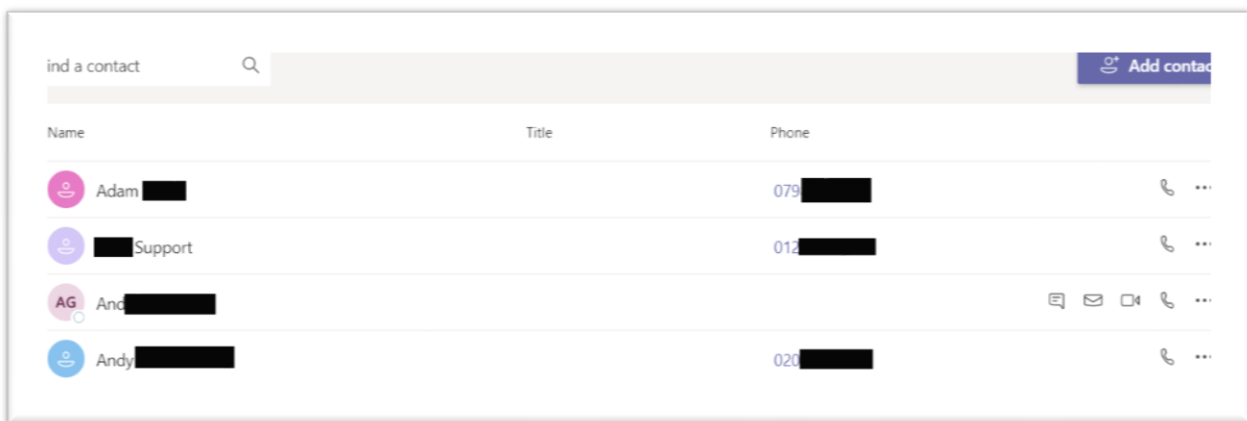 ind a contact
Add contac
Name Title Phone
Adam 079
Support 012
AG And
Andy 020